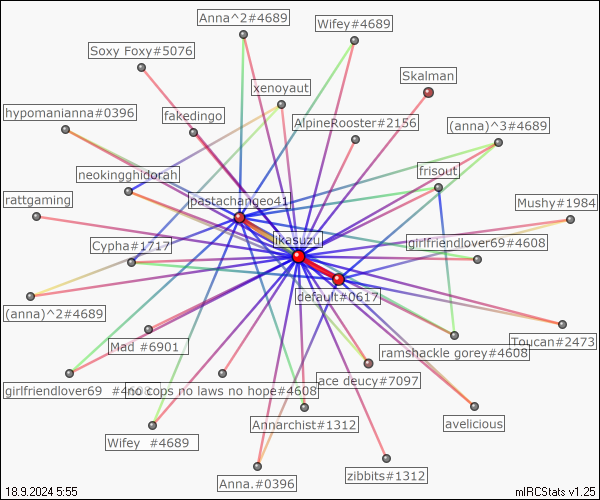 Anna^2#4689
Wifey#4689
Soxy Foxy#5076
Skalman
xenoyaut
hypomanianna#0396
fakedingo
AlpineRooster#2156
(anna)^3#4689
neokingghidorah
frisout
rattgaming
pastachangeo41
Mushy#1984
Cypha#1717
ikasuzu
girlfriendlover69#4608
default#0617
(anna)^2#4689
Mad #6901
Toucan#2473
ramshackle gorey#4608
ace deucy#7097
girlfriendlover69
no cops no laws no hope#4608
Annarchist#1312
avelicious
Wifey #4689
Anna.#0396
zibbits#1312
18.9.2024 5:55
mIRCStats v1.25